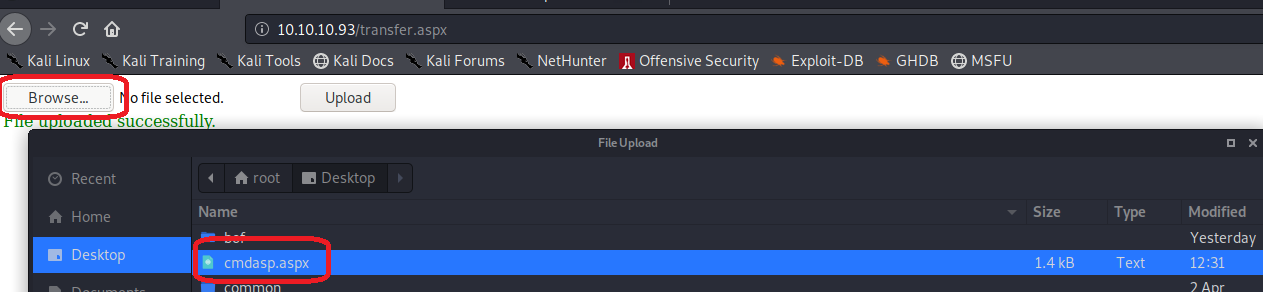 10.10.10.93/transfer.aspx
Kali Linux Kali Training Kali Tools Kali Docs Kali Forums NetHunter Offensive Security Exploit-DB GHDB MSFU
Browse... No file selected. Upload
File uploaded successfully.
File Upload
Recent root Desktop
Home Name Size Type Modified
bof Yesterday
Desktop cmdasp.aspx 1.4 kB Text 12:31
Documents common 2 Apr